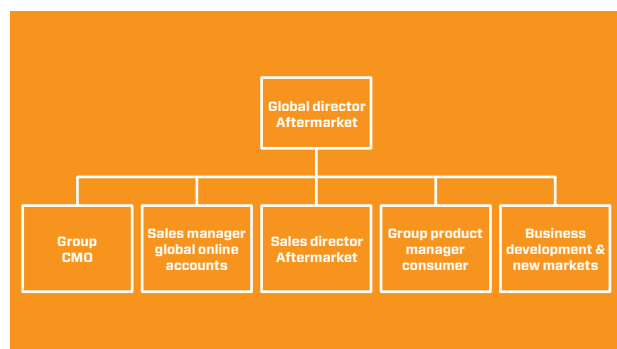 Global director
Aftermarket
Group
CMO
Sales manager
global online
accounts
Sales director
Aftermarket
Group product
manager
consumer
Business
development &
new markets